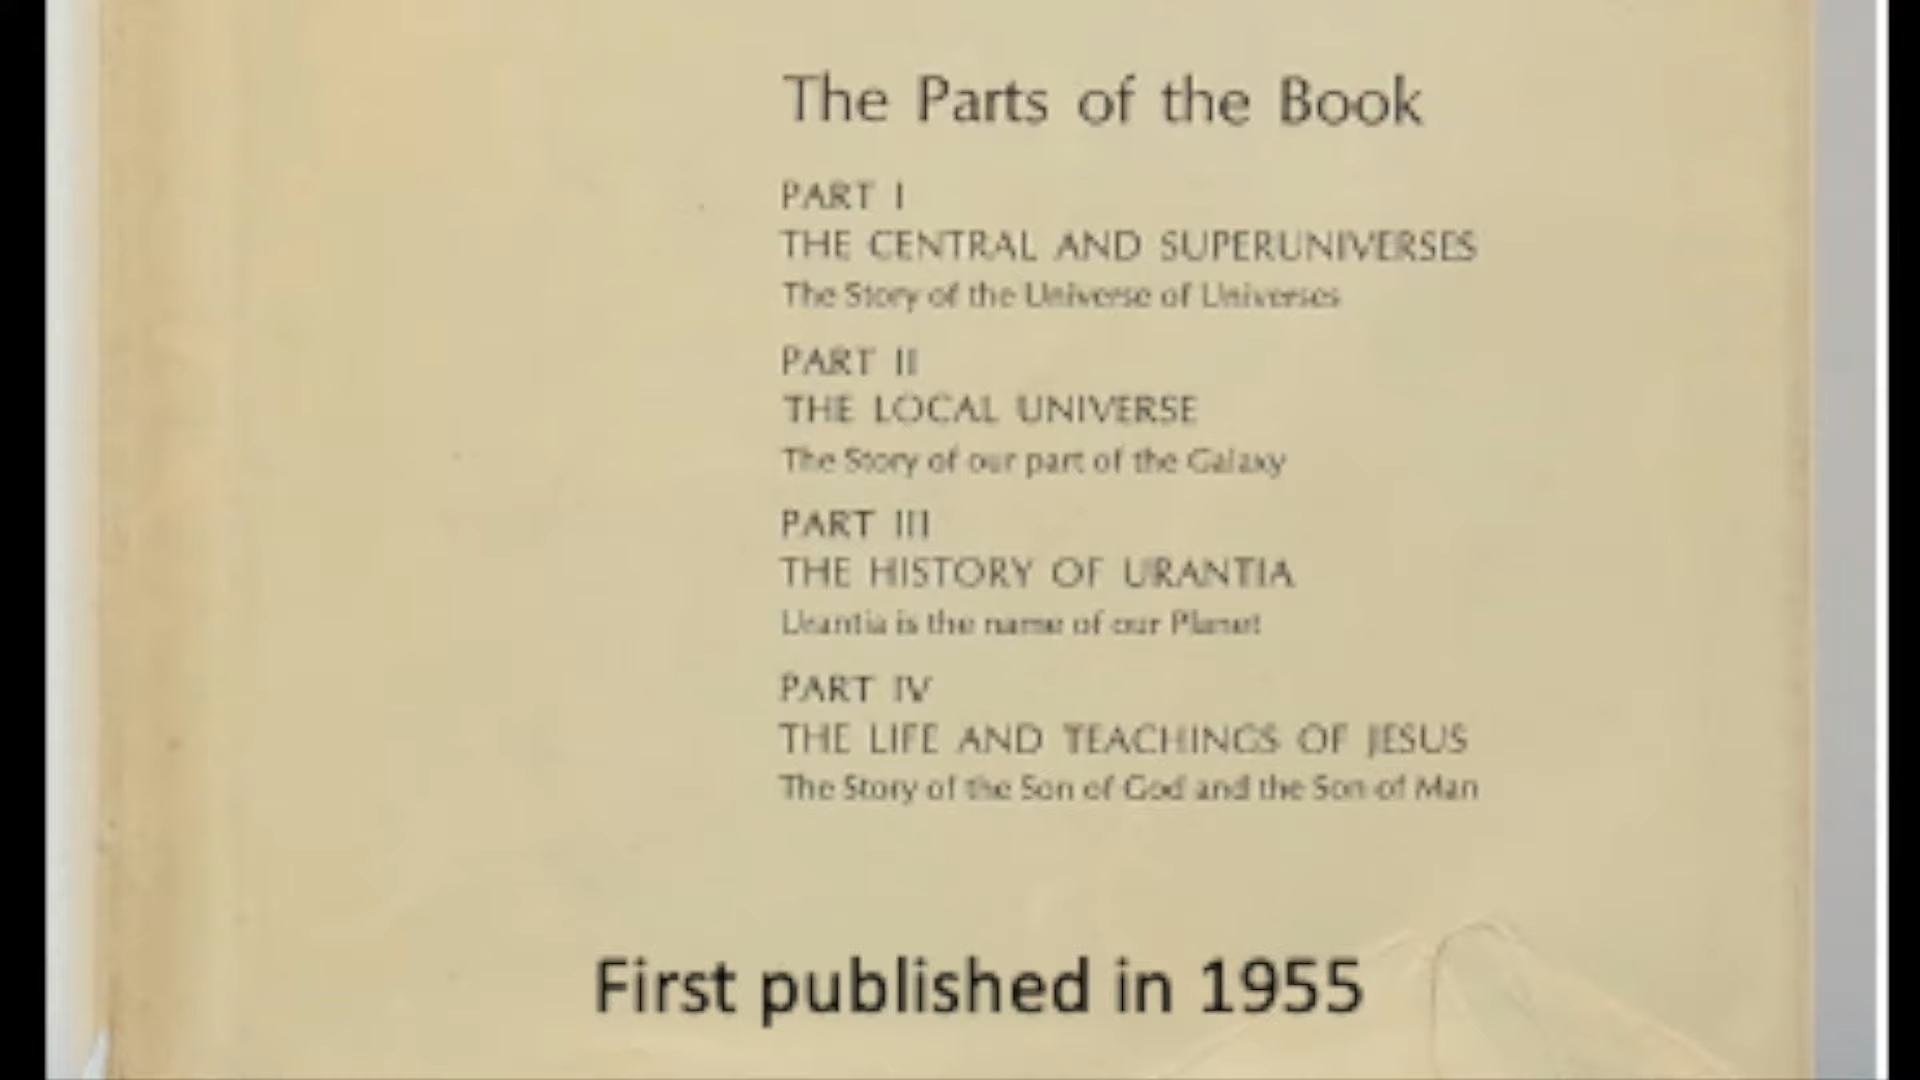 The Parts of the Book
PART I
THE CENTRAL AND SUPERUNIVERSES
The Story of the Universe of Universes
PART II
THE LOCAL UNIVERSE
The Story of our part of the Galaxy
PART III
THE HISTORY OF URANTIA
Urantia is the name of our Planet
PART IV
THE LIFE AND TEACHINGS OF JESUS
The Story of the Son of God and the Son of Man
First published in 1955